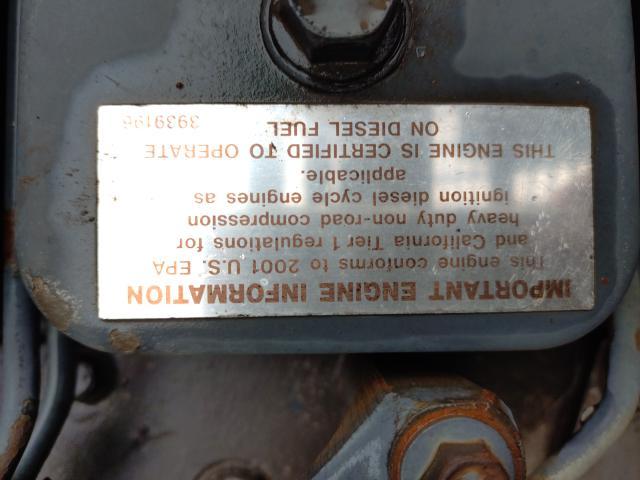 IMPORTANT ENGINE INFORMATION
This engine conforms to 2001 U.S. EPA
and California Tier 1 regulations for
heavy duty non-road compression
ignition diesel cycle engines as
applicable.
THIS ENGINE IS CERTIFIED TO OPERATE
ON DIESEL FUEL
3939196